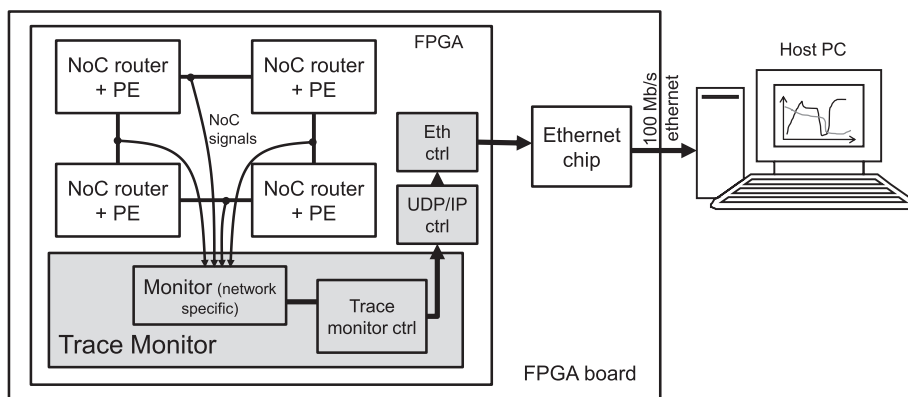 FPGA
NoC router
+ PE
NoC router
+ PE
NoC
signals
NoC router
+ PE
NoC router
+ PE
Eth
ctrl
UDP/IP
ctrl
Monitor (network
specific)
Trace
monitor ctrl
Trace Monitor
Ethernet
chip
100 Mb/s
ethernet
Host PC
FPGA board